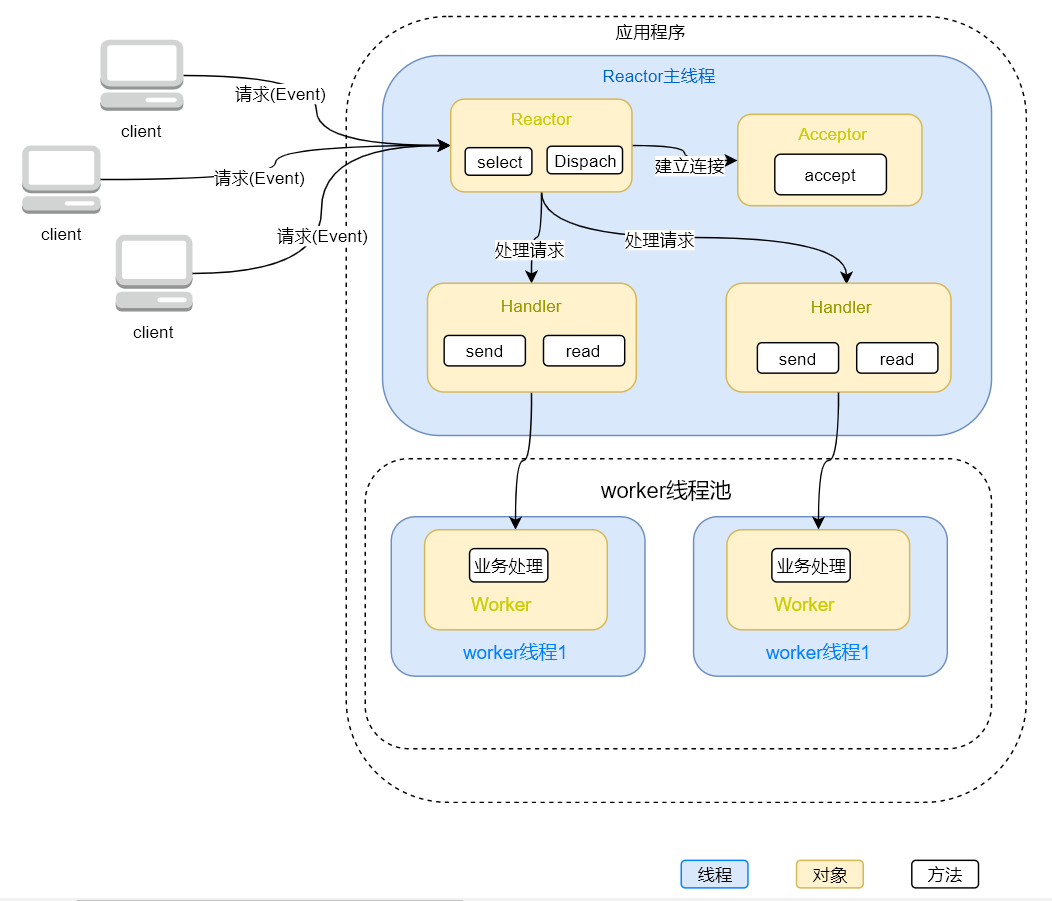 应用程序
Reactor主线程
请求(Event)
client
Reactor
select
Dispach
建立连接
Acceptor
accept
请求(Event)
client
请求(Event)
client
处理请求
处理请求
Handler
send
read
Handler
send
read
worker线程池
业务处理
Worker
worker线程1
业务处理
Worker
worker线程1
线程
对象
方法